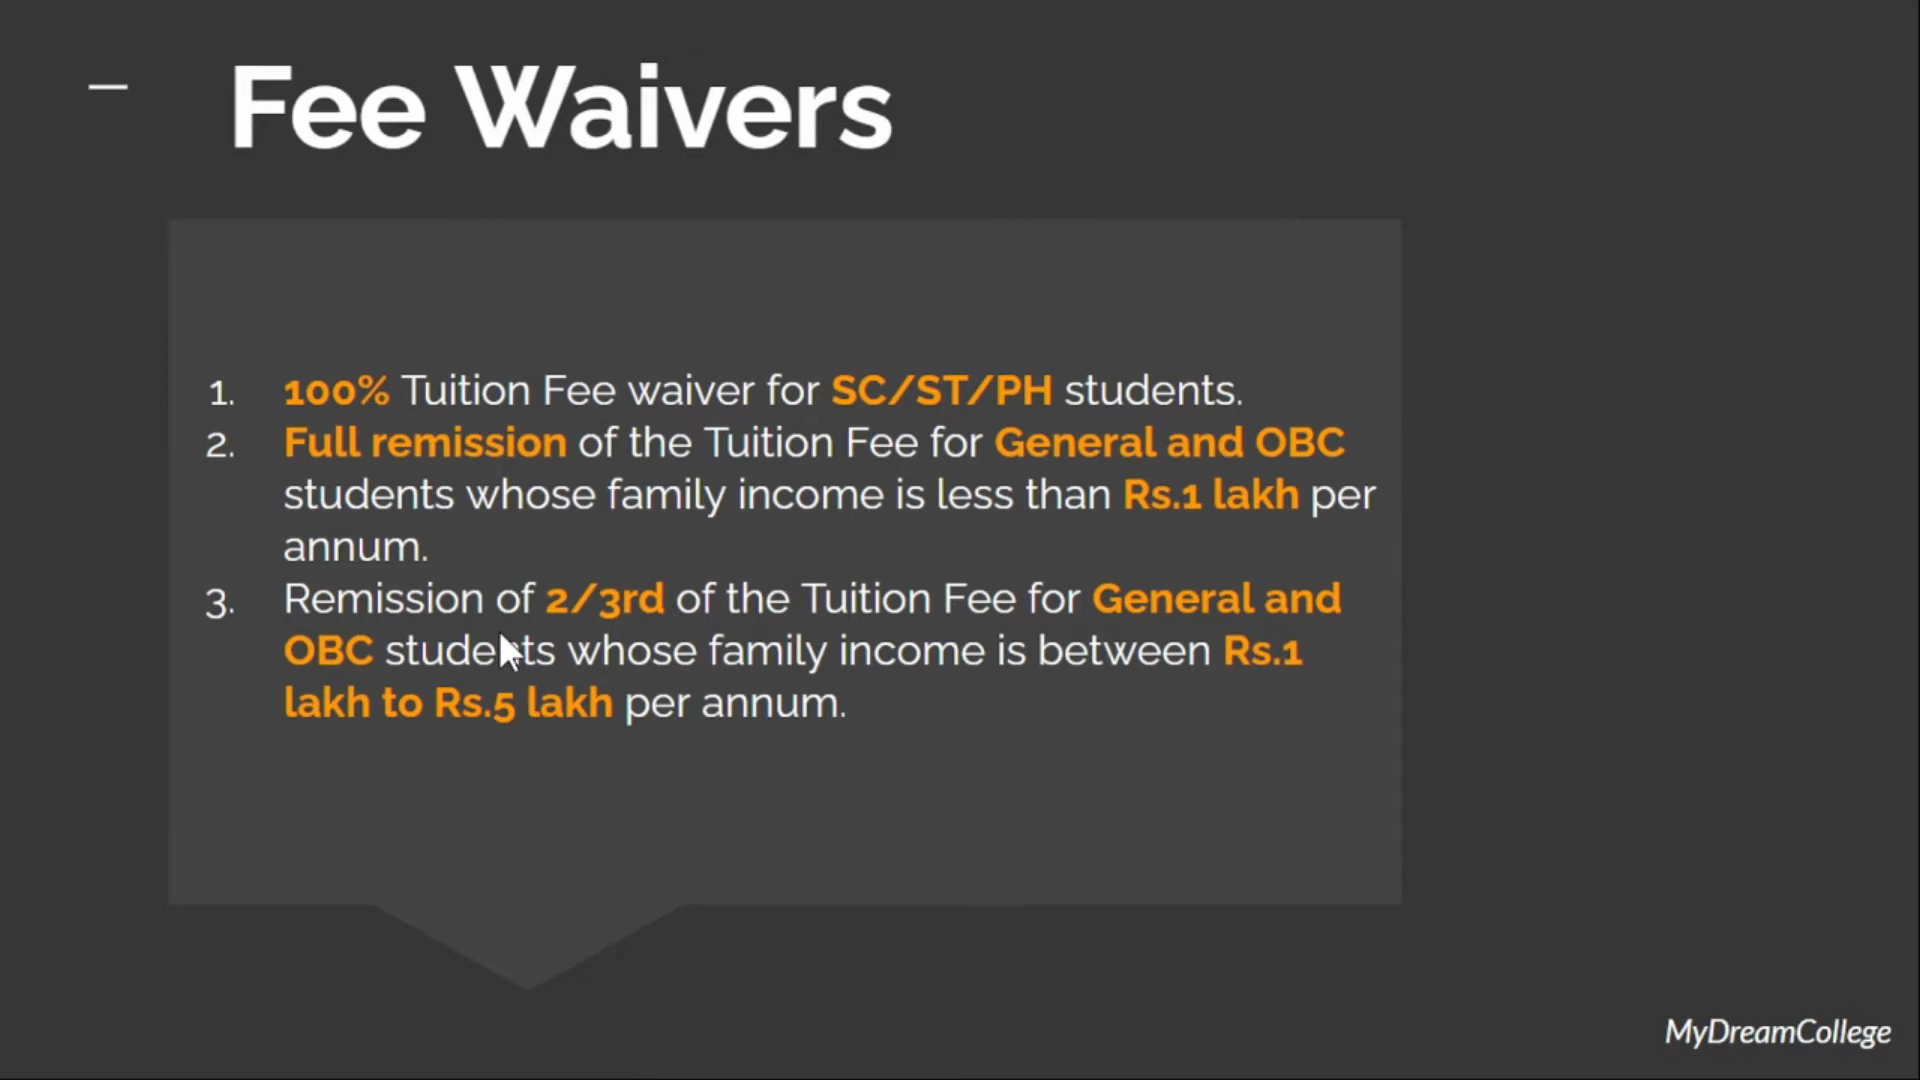 Fee Waivers
1. 100% Tuition Fee waiver for SC/ST/PH students.
2. Full remission of the Tuition Fee for General and OBC
students whose family income is less than Rs.1 lakh per
annum.
3. Remission of 2/3rd of the Tuition Fee for General and
OBC students whose family income is between Rs.1
lakh to Rs.5 lakh per annum.
MyDreamCollege